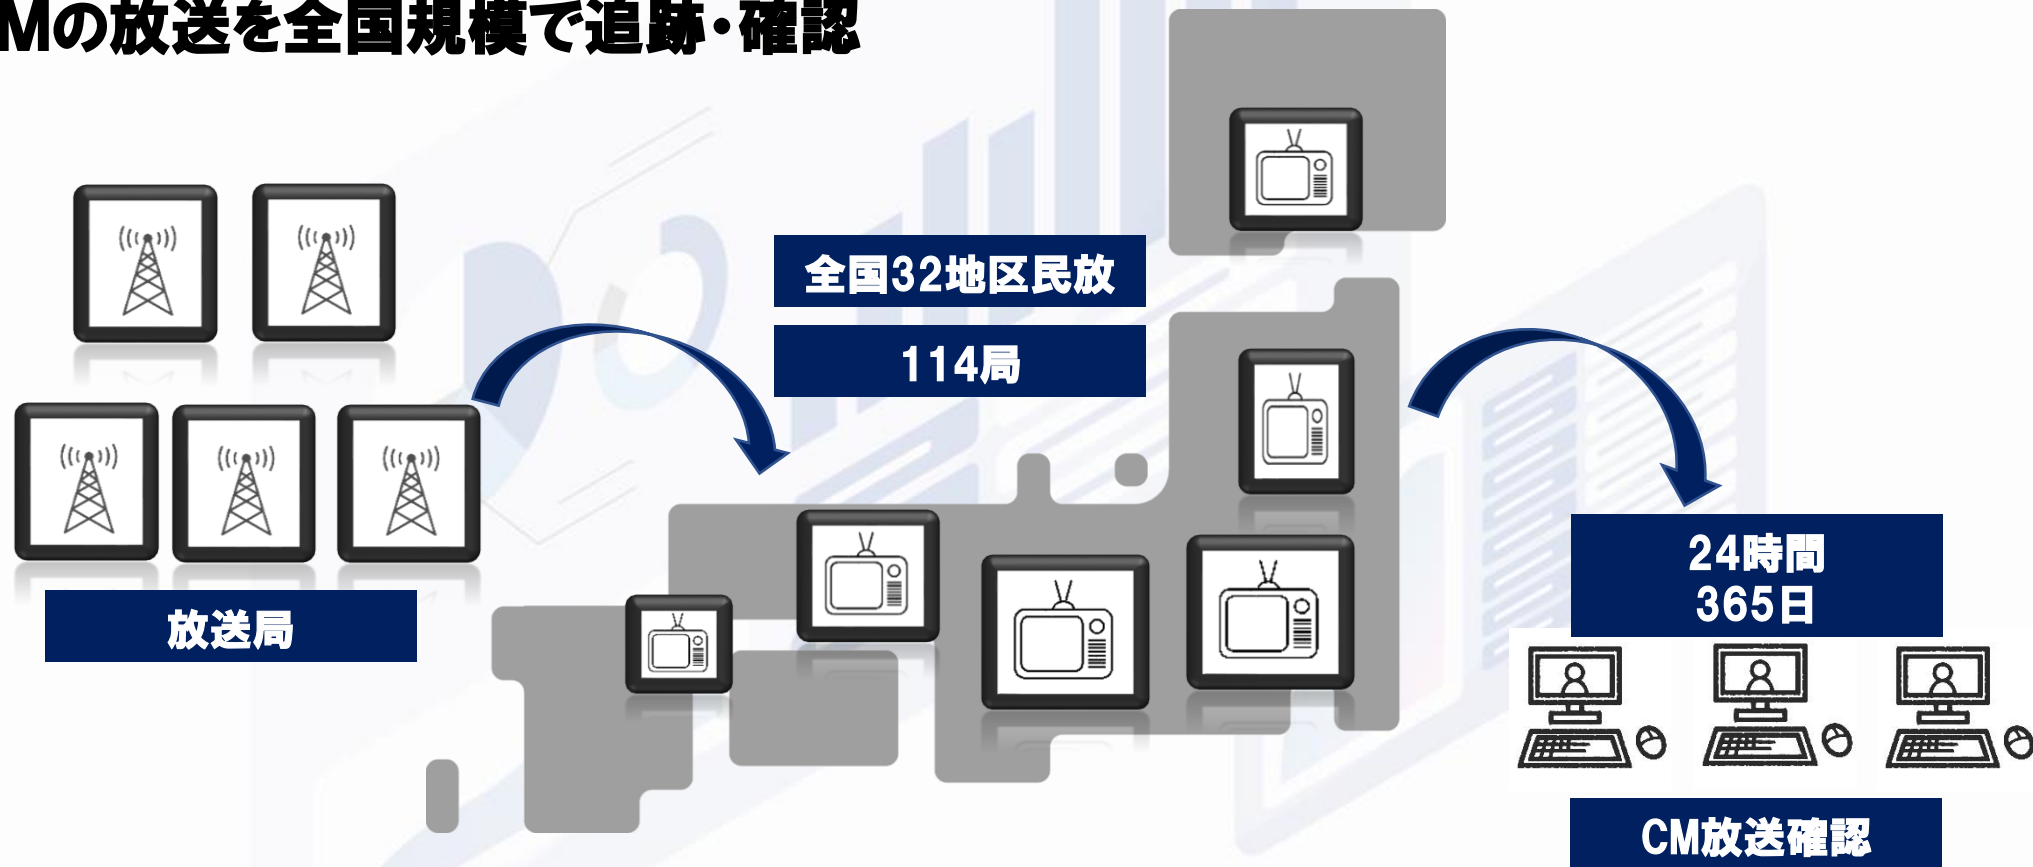 Mの放送を全国規模で追跡・確認
全国32地区民放
114局
放送局
24時間
365日
CM放送確認